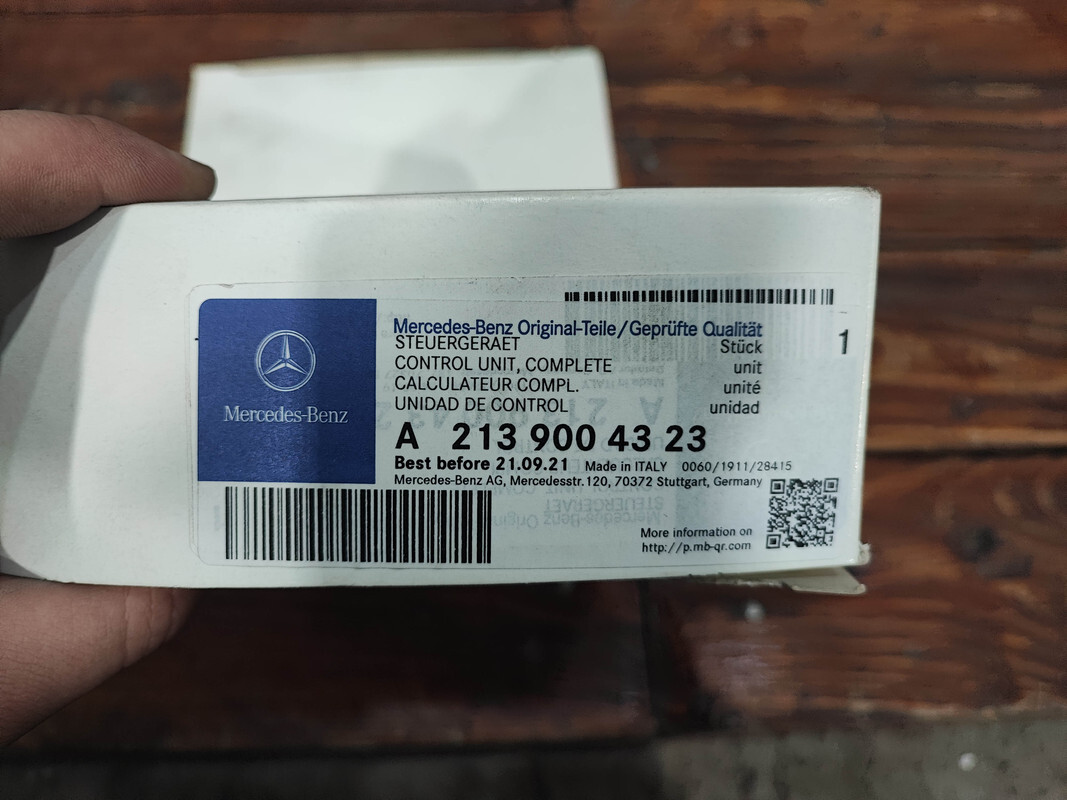 Mercedes-Benz
Mercedes-Benz Original-Teile/Geprüfte Qualität
STEUERGERAET Stück 1
CONTROL UNIT, COMPLETE unit
CALCULATEUR COMPL. unité
UNIDAD DE CONTROL unidad
A 213 900 43 23
Best before 21.09.21 Made in ITALY 0060/1911/28415
Mercedes-Benz AG, Mercedesstr.120, 70372 Stuttgart, Germany
More information on
http://p.mb-qr.com